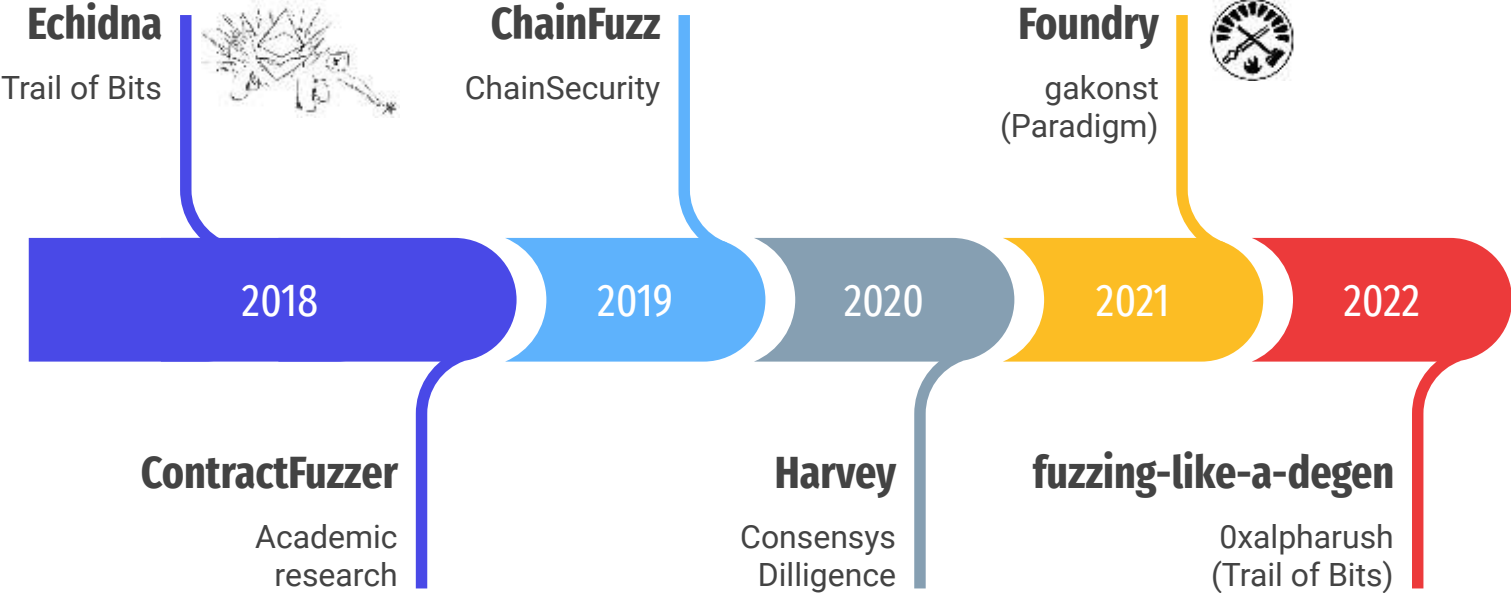 Echidna
Trail of Bits
ChainFuzz
ChainSecurity
Foundry
gakonst
(Paradigm)
2018
2019
2020
2021
2022
ContractFuzzer
Academic
research
Harvey
Consensys
Dilligence
fuzzing-like-a-degen
0xalpharush
(Trail of Bits)